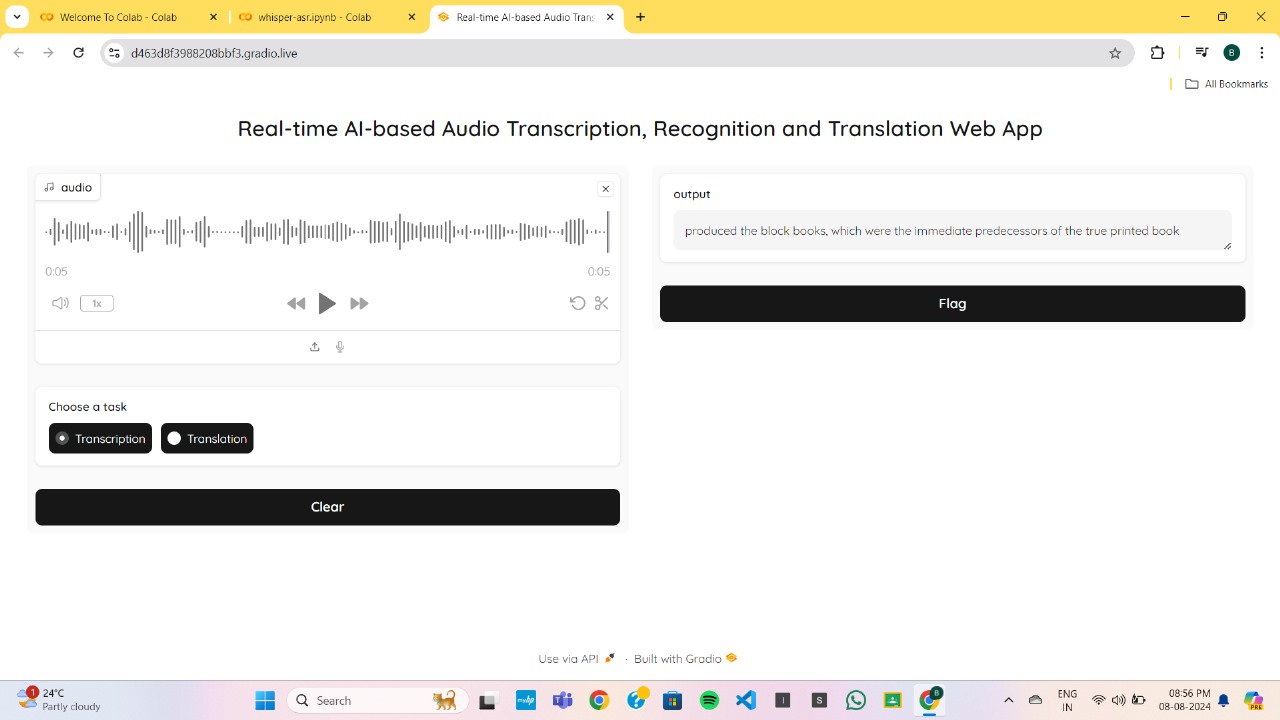 Welcome To Colab - Colab
whisper-asr.ipynb - Colab
Real-time AI-based Audio Trans
d463d8f3988208bbf3.gradio.live
B
All Bookmarks
Real-time AI-based Audio Transcription, Recognition and Translation Web App
audio
0:05
0:05
1x
Choose a task
Transcription
Translation
Clear
output
produced the block books, which were the immediate predecessors of the true printed book
Flag
Use via API
·
Built with Gradio
1
24°C
Partly cloudy
Search
myhp
I
S
B
ENG
IN
08:56 PM
08-08-2024
PRE